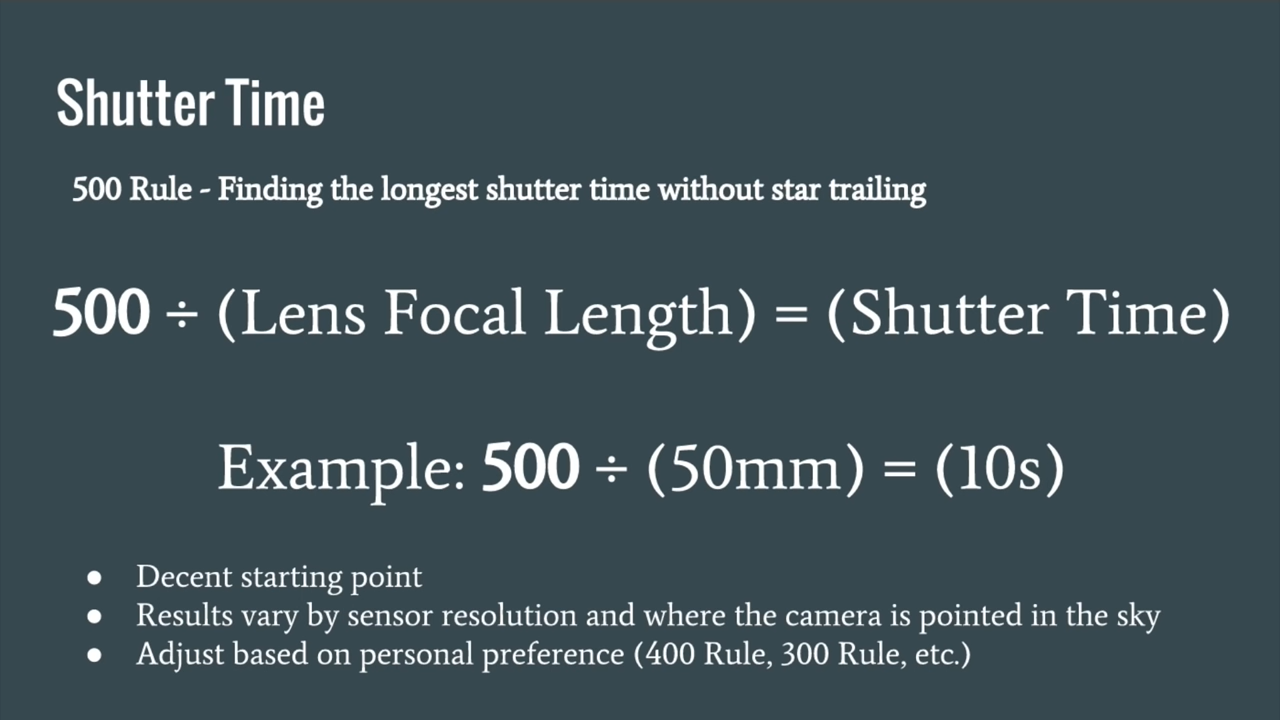 Shutter Time
500 Rule - Finding the longest shutter time without star trailing
500 ÷ (Lens Focal Length) = (Shutter Time)
Example: 500 ÷ (50mm) = (10s)
● Decent starting point
● Results vary by sensor resolution and where the camera is pointed in the sky
● Adjust based on personal preference (400 Rule, 300 Rule, etc.)